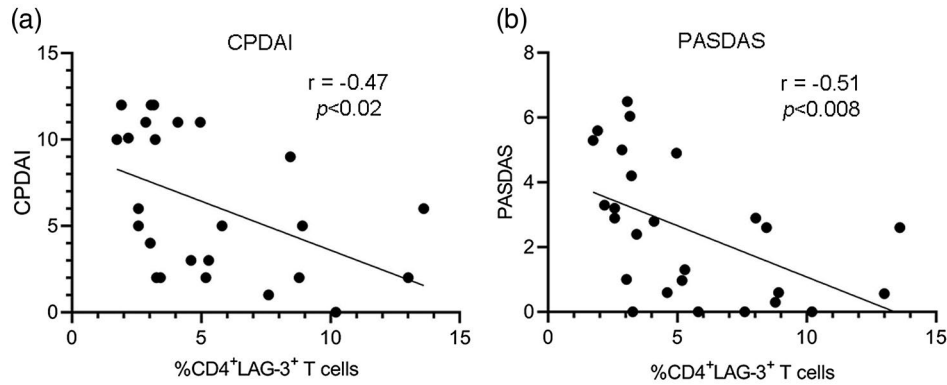 (a)
CPDAI
r = -0.47
p<0.02
15
10
5
0
CPDAI
0 5 10 15
%CD4⁺LAG-3⁺ T cells
(b)
PASDAS
r = -0.51
p<0.008
8
6
4
2
0
PASDAS
0 5 10 15
%CD4⁺LAG-3⁺ T cells